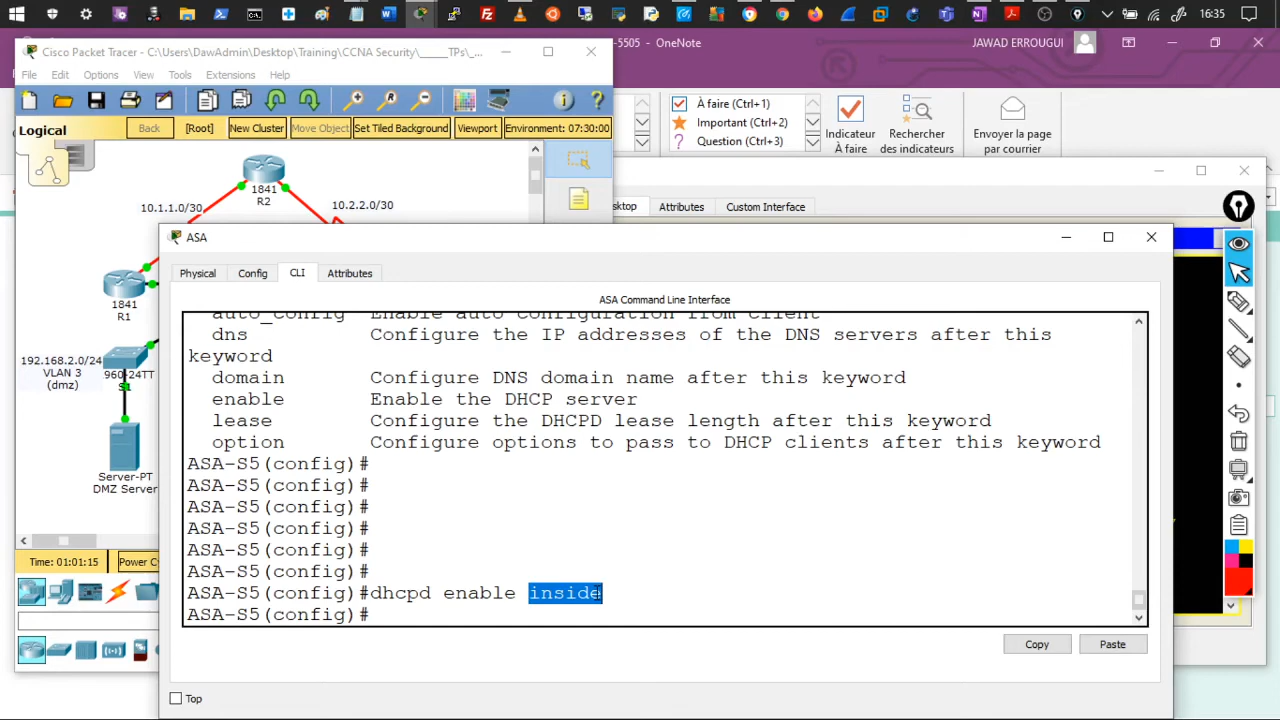 16:35
Cisco Packet Tracer - C:\Users\DawAdmin\Desktop\Training\CCNA Security\_____TPs\_...
-5505 - OneNote
JAWAD ERROUGUI
File Edit Options View Tools Extensions Help
À faire (Ctrl+1)
Important (Ctrl+2)
Question (Ctrl+3)
Indicateur
À faire
Rechercher
des indicateurs
Envoyer la page
par courrier
Logical
Back
[Root]
New Cluster
Move Object
Set Tiled Background
Viewport
Environment: 07:30:00
1841
R2
10.1.1.0/30
10.2.2.0/30
1841
R1
192.168.2.0/24
VLAN 3
(dmz)
960-24TT
S1
Server-PT
DMZ Server
Time: 01:01:15
Power Cy
sktop
Attributes
Custom Interface
ASA
Physical
Config
CLI
Attributes
ASA Command Line Interface
auto_config Enable auto configuration from client
dns Configure the IP addresses of the DNS servers after this
keyword
domain Configure DNS domain name after this keyword
enable Enable the DHCP server
lease Configure the DHCPD lease length after this keyword
option Configure options to pass to DHCP clients after this keyword
ASA-S5(config)#
ASA-S5(config)#
ASA-S5(config)#
ASA-S5(config)#
ASA-S5(config)#
ASA-S5(config)#
ASA-S5(config)#dhcpd enable inside
ASA-S5(config)#
Copy
Paste
Top